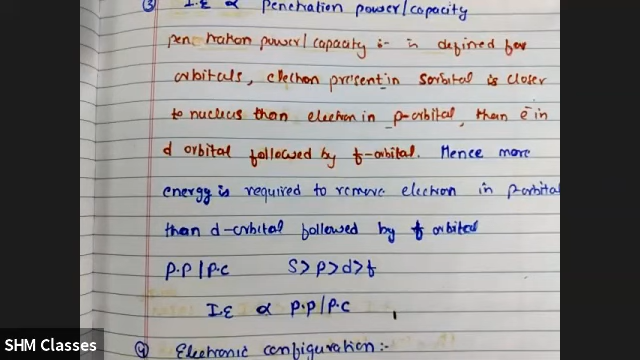 ③ I.E ∝ Penetration power/capacity
penetration power/capacity :- is defined for
orbitals, electron present in s orbital is closer
to nucleus than electron in p-orbital, than e⁻ in
d orbital followed by f-orbital. Hence more
energy is required to remove electron in p orbital
than d-orbital followed by f orbital
P.P/P.C S>P>d>f
I.E ∝ P.P/P.C
④ Electronic configuration:-
SHM Classes